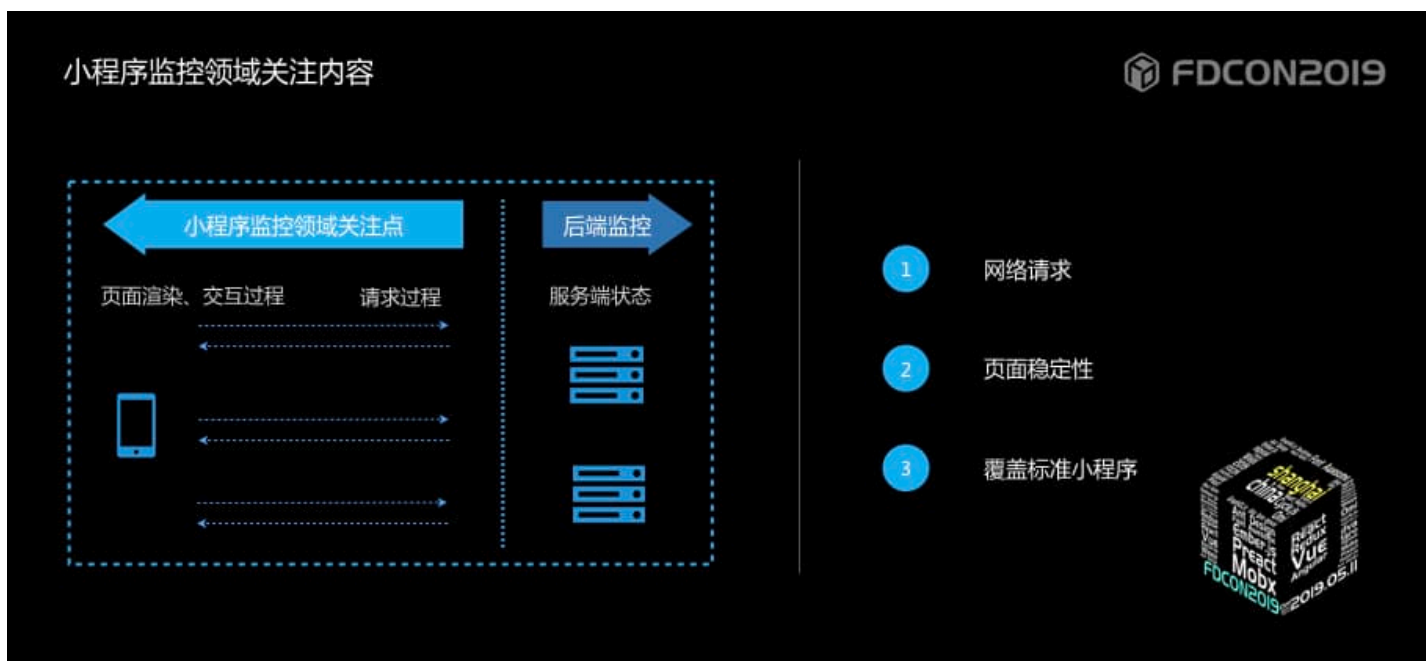 小程序监控领域关注内容
FDCON2019
小程序监控领域关注点
后端监控
页面渲染、交互过程
请求过程
服务端状态
1
网络请求
2
页面稳定性
3
覆盖标准小程序
shanghai
china
Ember.js
Preact
Mobx
FDCON2019
React
Redux
Vue
Angular
2019.05.11